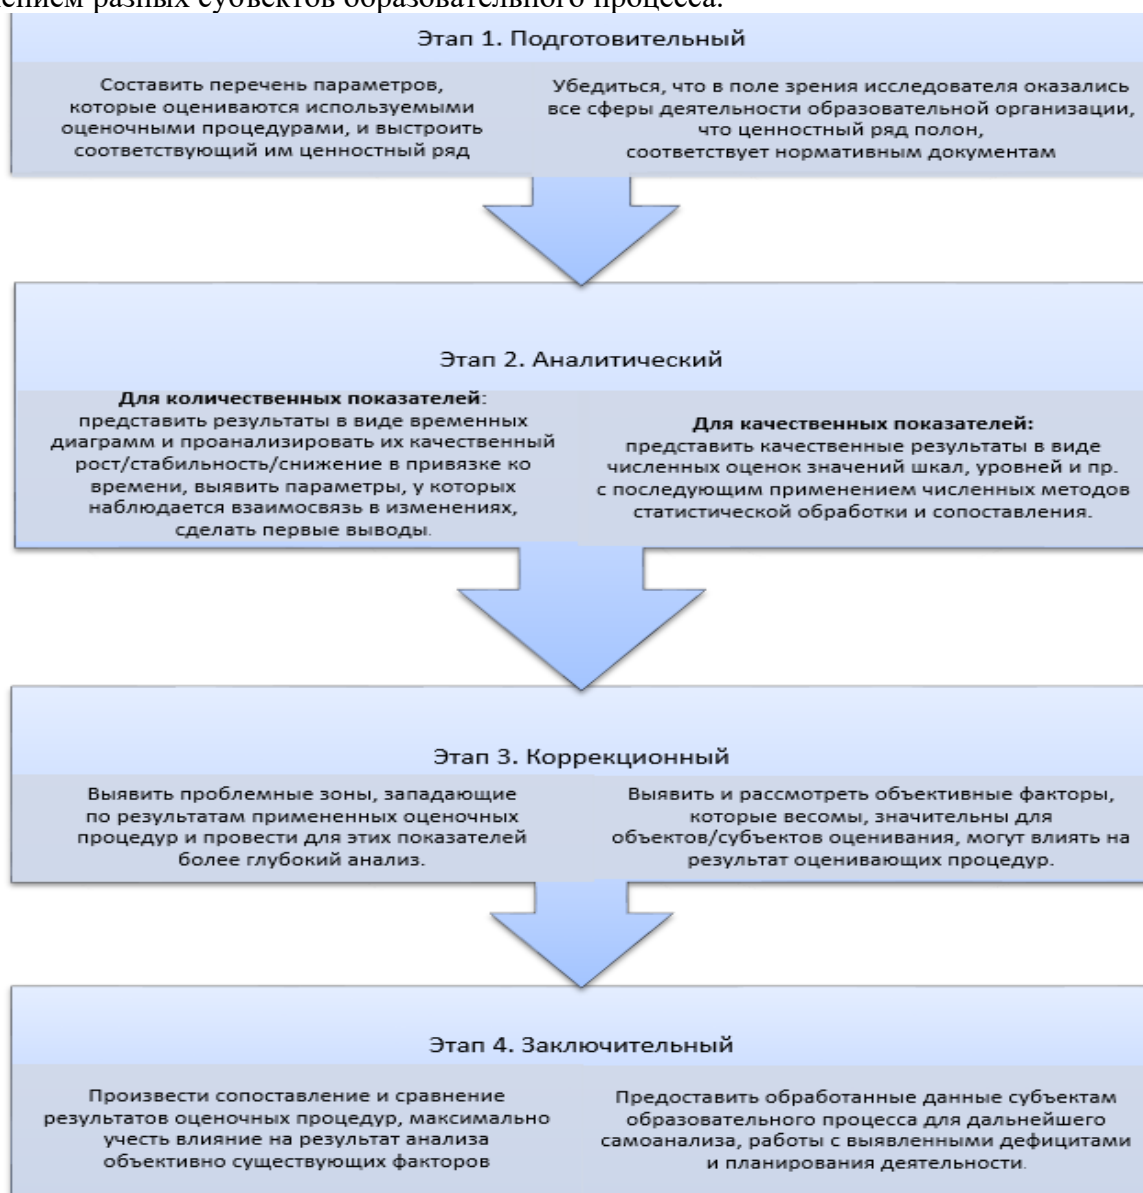 нием разных субъектов образовательного процесса.
Этап 1. Подготовительный
Составить перечень параметров,
которые оцениваются используемыми
оценочными процедурами, и выстроить
соответствующий им ценностный ряд
Убедиться, что в поле зрения исследователя оказались
все сферы деятельности образовательной организации,
что ценностный ряд полон,
соответствует нормативным документам
Этап 2. Аналитический
Для количественных показателей:
представить результаты в виде временных
диаграмм и проанализировать их качественный
рост/стабильность/снижение в привязке ко
времени, выявить параметры, у которых
наблюдается взаимосвязь в изменениях,
сделать первые выводы.
Для качественных показателей:
представить качественные результаты в виде
численных оценок значений шкал, уровней и пр.
с последующим применением численных методов
статистической обработки и сопоставления.
Этап 3. Коррекционный
Выявить проблемные зоны, западающие
по результатам примененных оценочных
процедур и провести для этих показателей
более глубокий анализ.
Выявить и рассмотреть объективные факторы,
которые весомы, значительны для
объектов/субъектов оценивания, могут влиять на
результат оценивающих процедур.
Этап 4. Заключительный
Произвести сопоставление и сравнение
результатов оценочных процедур, максимально
учесть влияние на результат анализа
объективно существующих факторов
Предоставить обработанные данные субъектам
образовательного процесса для дальнейшего
самоанализа, работы с выявленными дефицитами
и планирования деятельности.